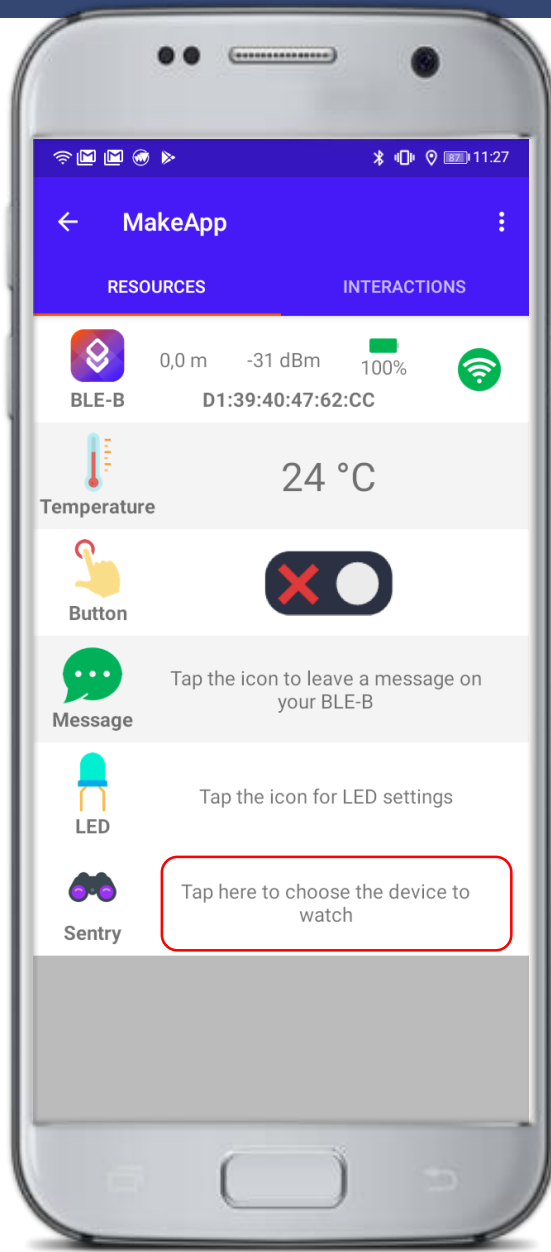 87 11:27
MakeApp
RESOURCES INTERACTIONS
0,0 m -31 dBm 100%
BLE-B D1:39:40:47:62:CC
24 °C
Temperature
Button
Tap the icon to leave a message on
your BLE-B
Message
Tap the icon for LED settings
LED
Tap here to choose the device to
watch
Sentry